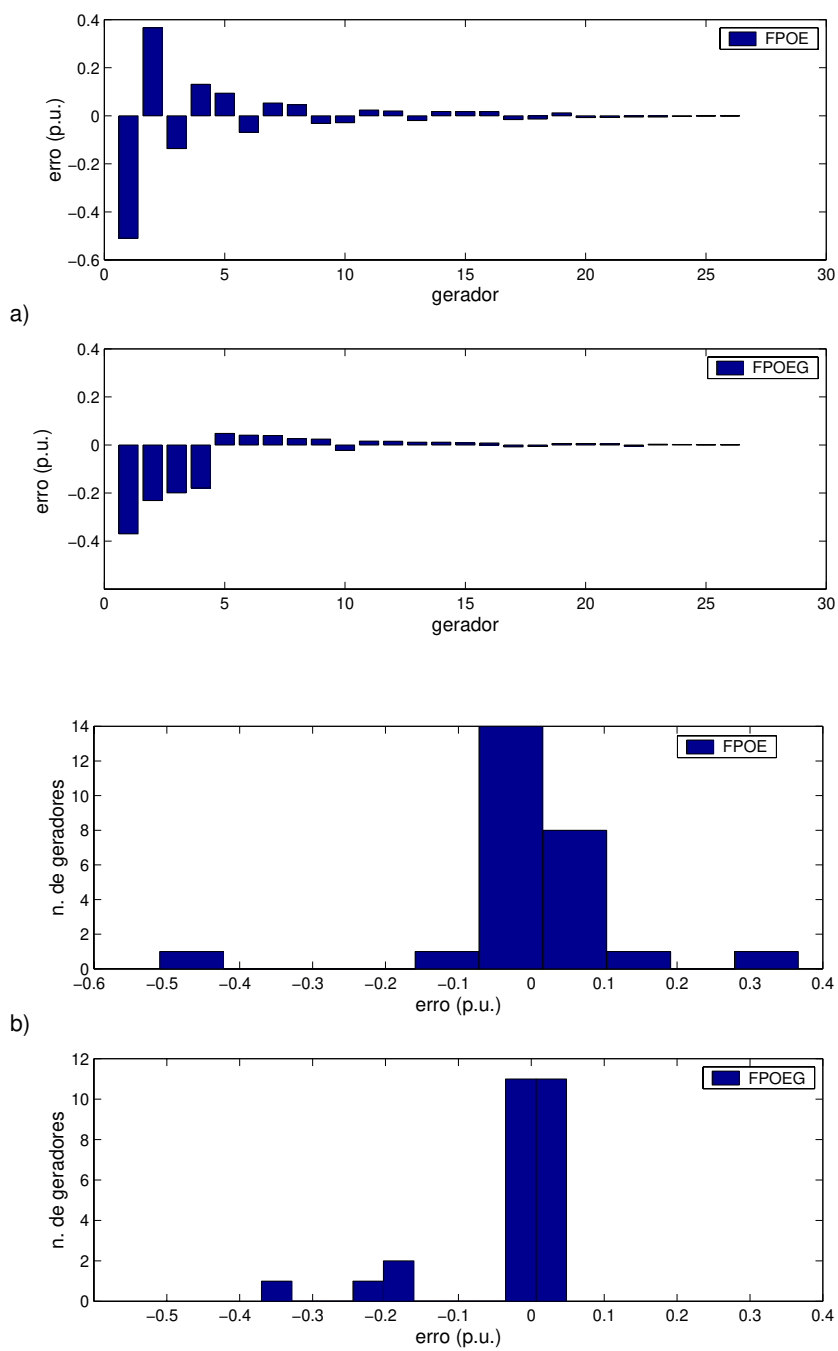 0.4
FPOE
0.2
0
−0.2
−0.4
−0.6
erro (p.u.)
0 5 10 15 20 25 30
gerador
a)
0.4
FPOEG
0.2
0
−0.2
−0.4
erro (p.u.)
0 5 10 15 20 25 30
gerador
14
FPOE
12
10
8
6
4
2
0
n. de geradores
−0.6 −0.5 −0.4 −0.3 −0.2 −0.1 0 0.1 0.2 0.3 0.4
erro (p.u.)
b)
12
FPOEG
10
8
6
4
2
0
n. de geradores
−0.5 −0.4 −0.3 −0.2 −0.1 0 0.1 0.2 0.3 0.4
erro (p.u.)